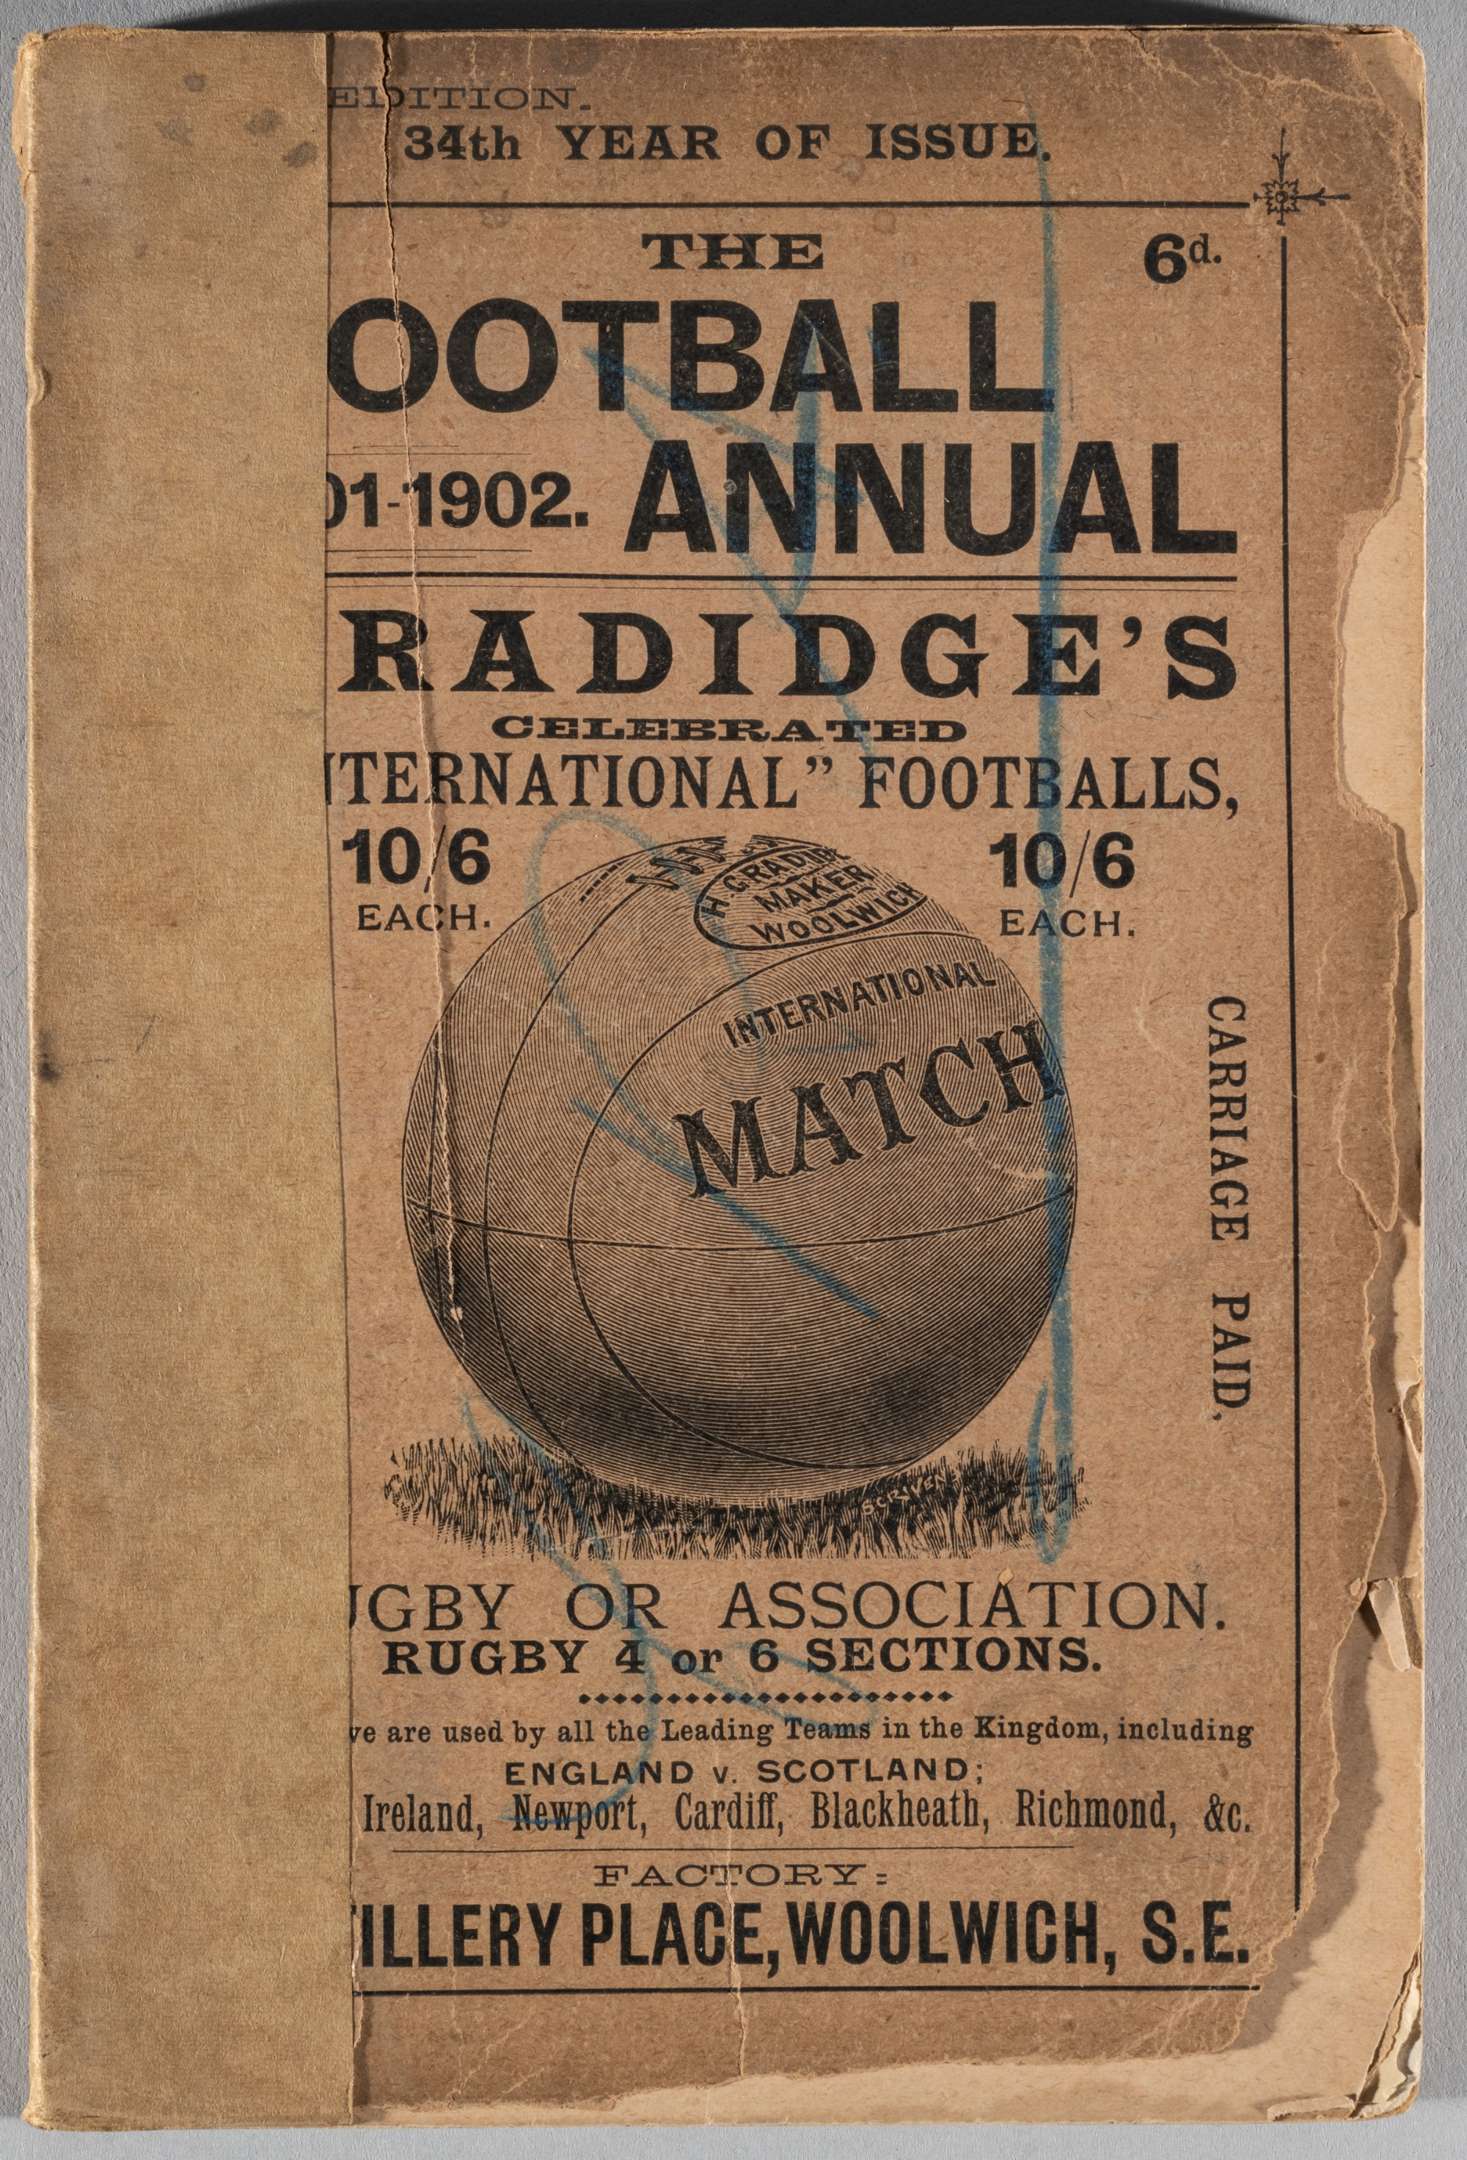 EDITION.
34th YEAR OF ISSUE.
THE
6d.
OOTBALL
01-1902. ANNUAL
RADIDGE'S
CELEBRATED
TERNATIONAL" FOOTBALLS,
10/6
EACH.
10/6
EACH.
H. GRADIDGE
MAKER
WOOLWICH
INTERNATIONAL
MATCH
CARRIAGE PAID.
SCRIVEN
UGBY OR ASSOCIATION.
RUGBY 4 or 6 SECTIONS.
ve are used by all the Leading Teams in the Kingdom, including
ENGLAND v. SCOTLAND;
Ireland, Newport, Cardiff, Blackheath, Richmond, &c.
FACTORY:
TILLERY PLACE, WOOLWICH, S.E.